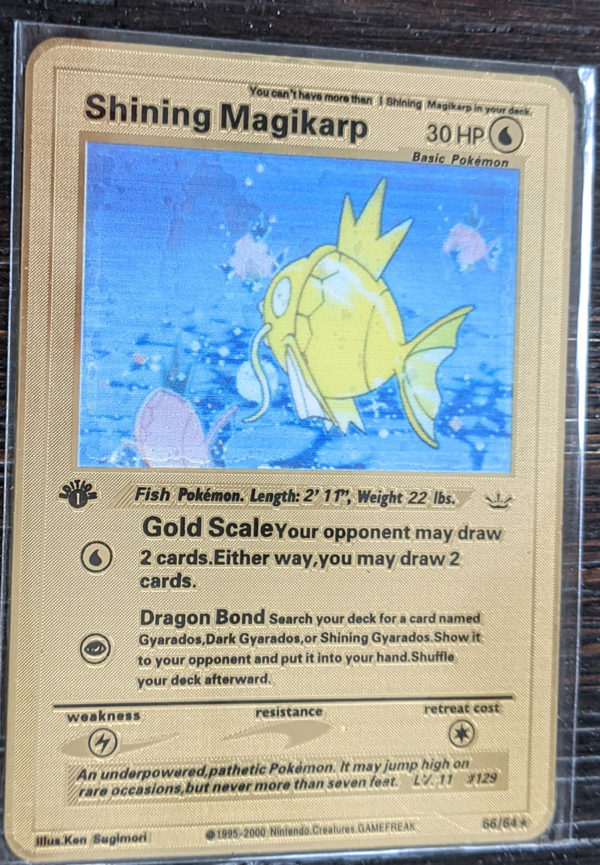 You can't have more than 1 Shining Magikarp in your deck.
Shining Magikarp
30 HP
Basic Pokémon
EDITION
1
Fish Pokémon. Length: 2' 11", Weight 22 lbs.
Gold ScaleYour opponent may draw
2 cards.Either way,you may draw 2
cards.
Dragon Bond Search your deck for a card named
Gyarados,Dark Gyarados,or Shining Gyarados.Show it
to your opponent and put it into your hand.Shuffle
your deck afterward.
weakness resistance retreat cost
An underpowered,pathetic Pokémon. It may jump high on
rare occasions,but never more than seven feet. LV. 11 #129
Illus.Ken Sugimori ©1995-2000 Nintendo.Creatures.GAMEFREAK 66/64★